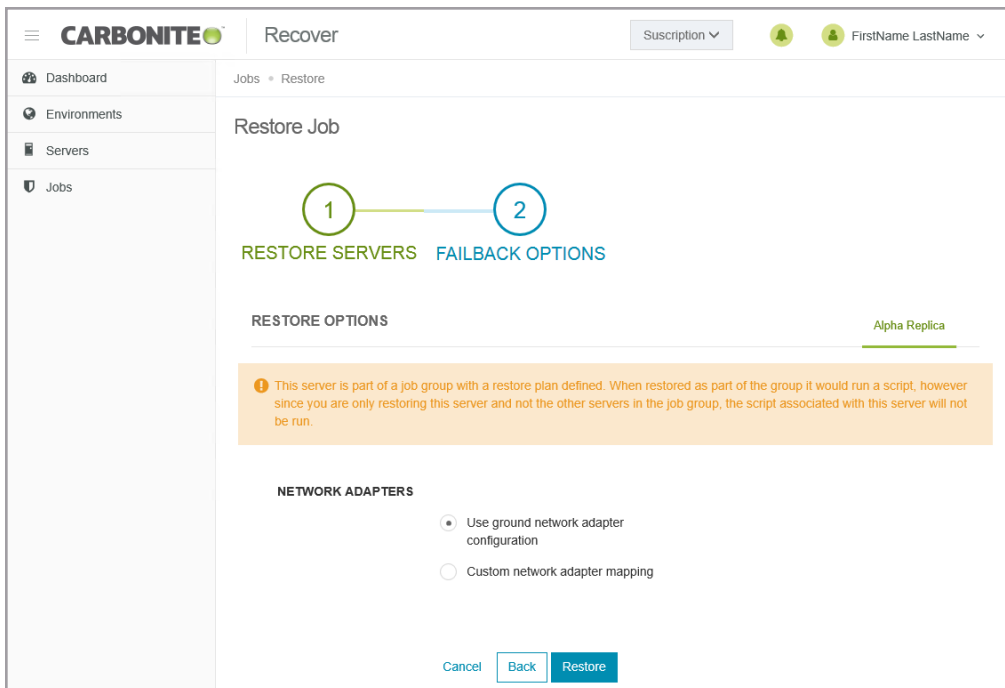 CARBONITE™
Recover
Suscription
FirstName LastName
Dashboard
Environments
Servers
Jobs
Jobs • Restore
Restore Job
1
2
RESTORE SERVERS
FAILBACK OPTIONS
RESTORE OPTIONS
Alpha Replica
This server is part of a job group with a restore plan defined. When restored as part of the group it would run a script, however
since you are only restoring this server and not the other servers in the job group, the script associated with this server will not
be run.
NETWORK ADAPTERS
Use ground network adapter
configuration
Custom network adapter mapping
Cancel
Back
Restore